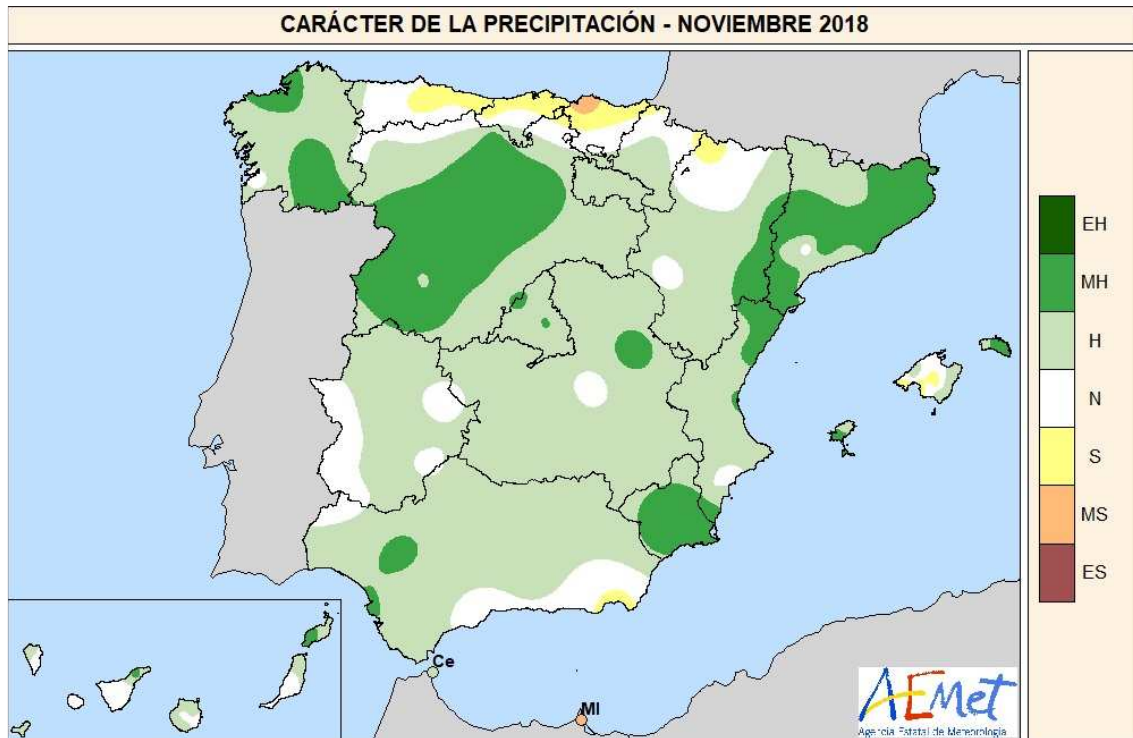 CARÁCTER DE LA PRECIPITACIÓN - NOVIEMBRE 2018
EH
MH
H
N
S
MS
ES
Ce
Ml
AEMet
Agencia Estatal de Meteorología